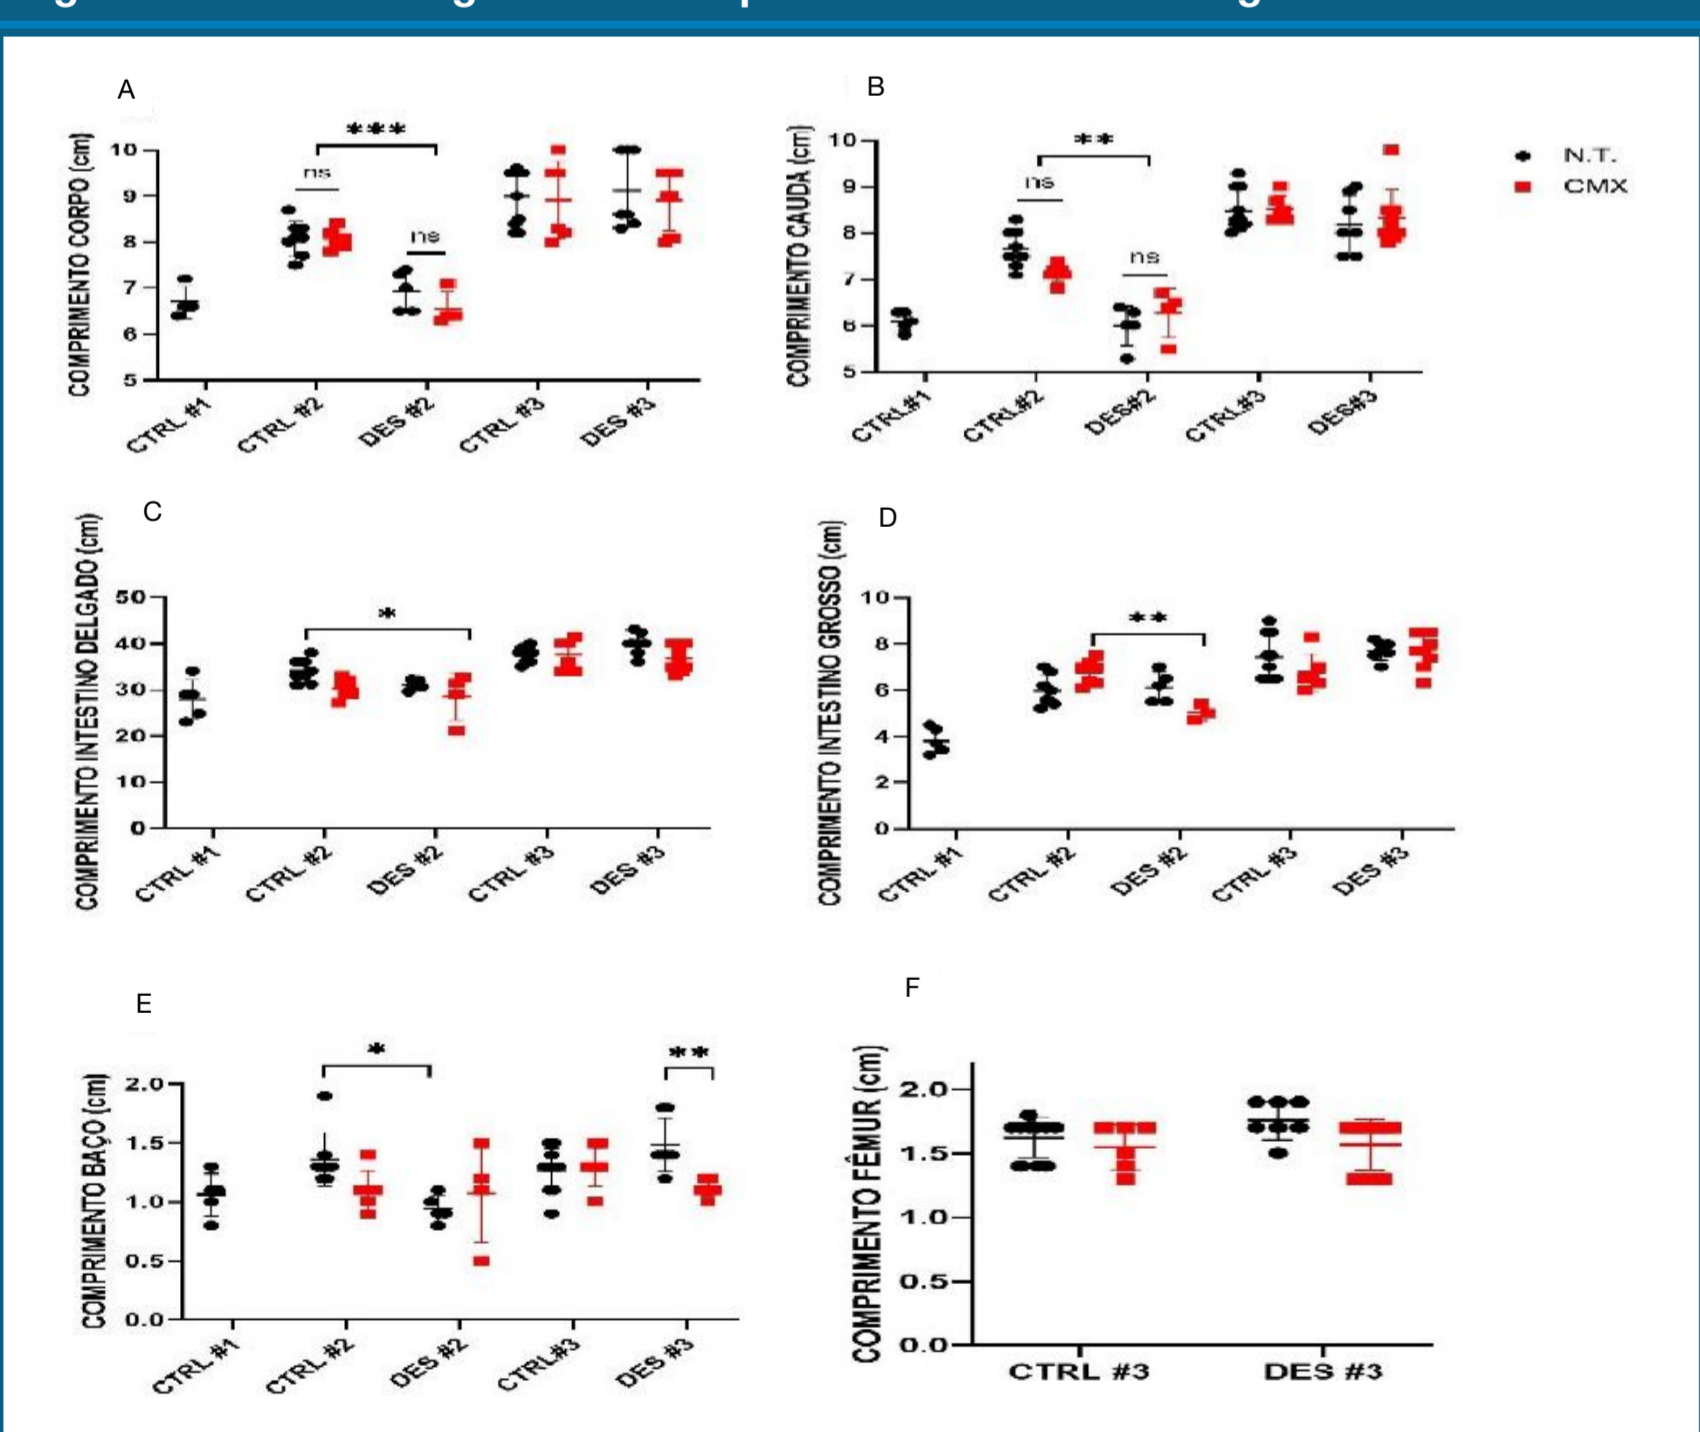 A
COMPRIMENTO CORPO (cm)
10
9
8
7
6
5
***
ns
ns
CTRL #1
CTRL #2
DES #2
CTRL #3
DES #3
B
COMPRIMENTO CAUDA (cm)
10
9
8
7
6
5
**
ns
ns
CTRL#1
CTRL#2
DES#2
CTRL#3
DES#3
N.T.
CMX
C
COMPRIMENTO INTESTINO DELGADO (cm)
50
40
30
20
10
0
*
CTRL #1
CTRL #2
DES #2
CTRL #3
DES #3
D
COMPRIMENTO INTESTINO GROSSO (cm)
10
8
6
4
2
0
**
CTRL #1
CTRL #2
DES #2
CTRL #3
DES #3
E
COMPRIMENTO BAÇO (cm)
2.0
1.5
1.0
0.5
0.0
*
**
CTRL #1
CTRL #2
DES #2
CTRL#3
DES #3
F
COMPRIMENTO FÊMUR (cm)
2.0
1.5
1.0
0.5
0.0
CTRL #3
DES #3